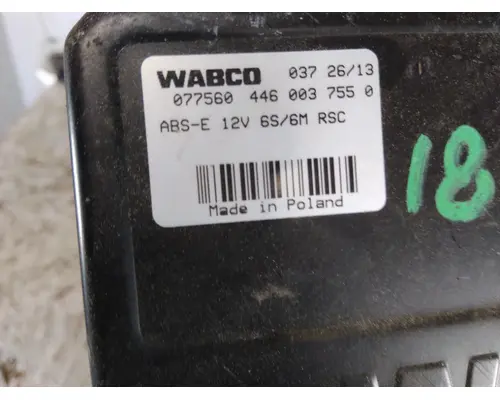 WABCO 037 26/13
077560 446 003 755 0
ABS-E 12V 6S/6M RSC
Made in Poland
18